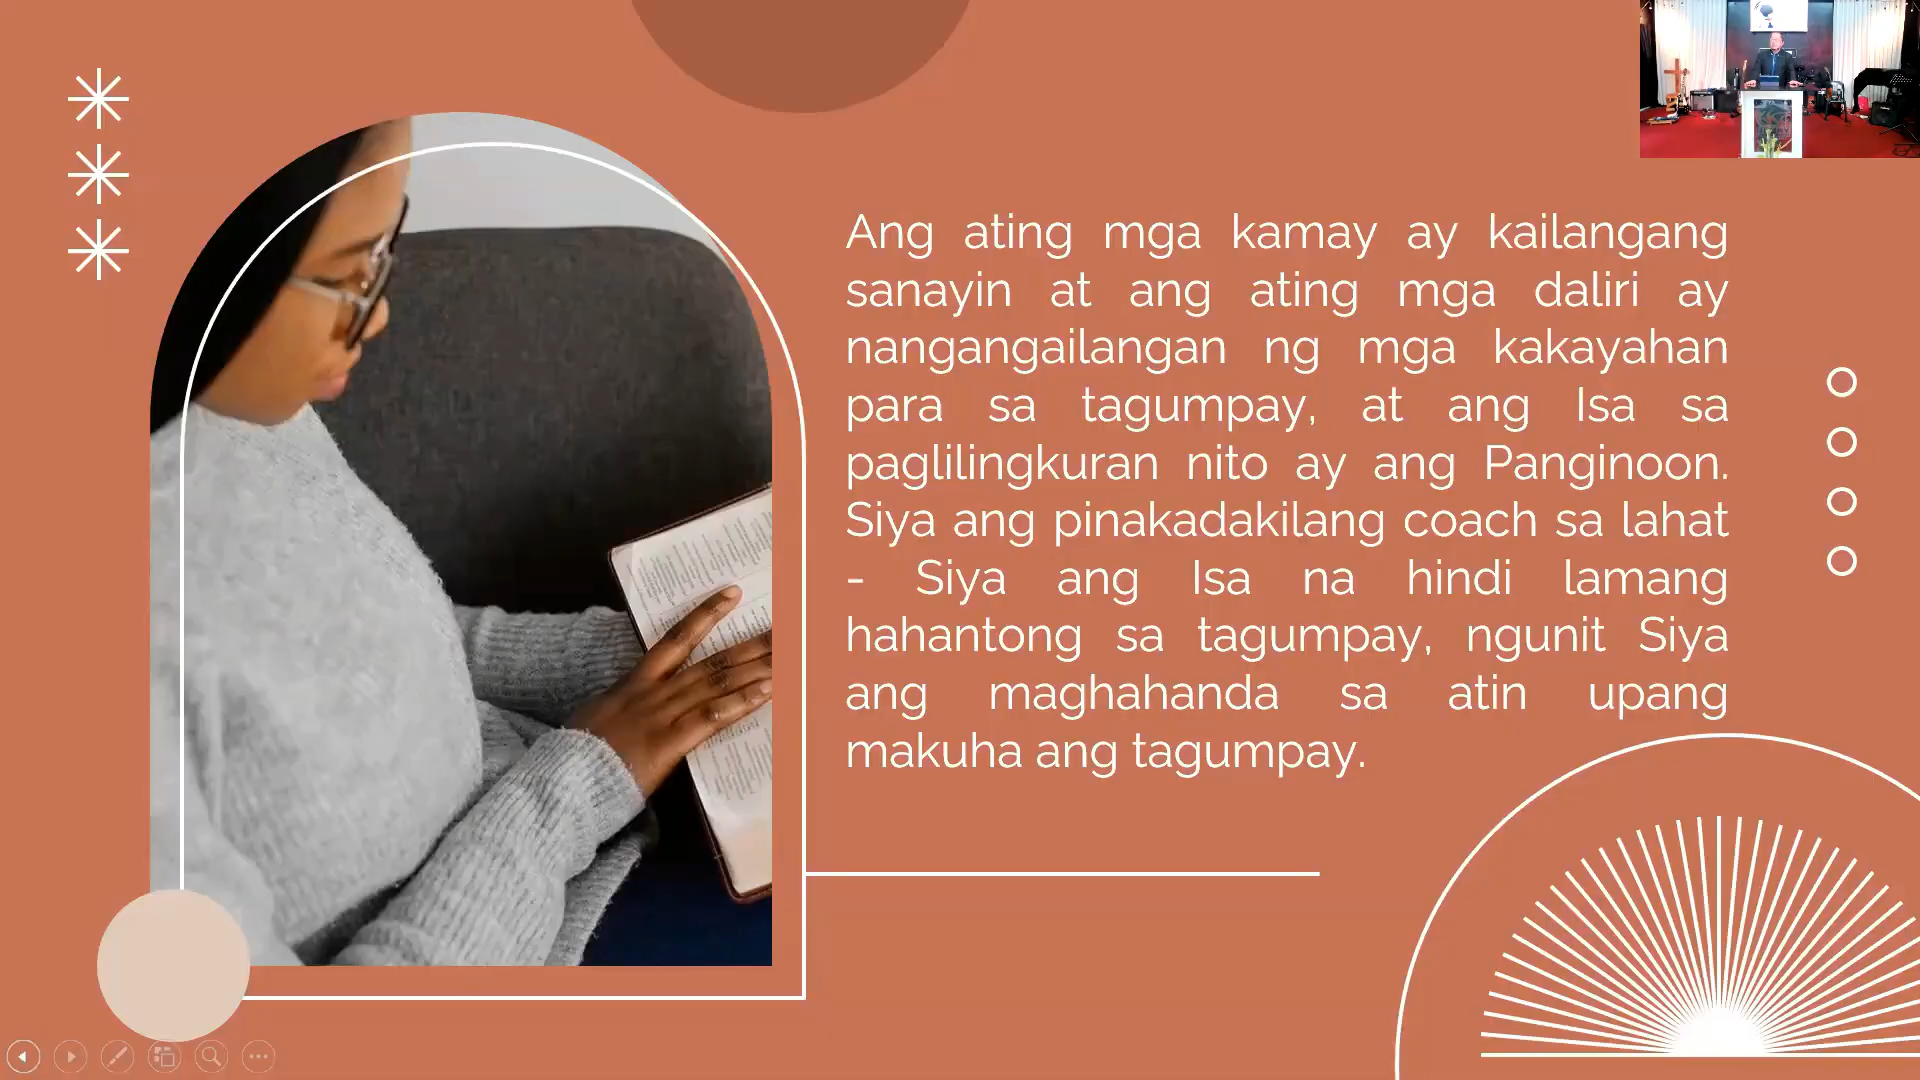 Ang ating mga kamay ay kailangang
sanayin at ang ating mga daliri ay
nangangailangan ng mga kakayahan
para sa tagumpay, at ang Isa sa
paglilingkuran nito ay ang Panginoon.
Siya ang pinakadakilang coach sa lahat
- Siya ang Isa na hindi lamang
hahantong sa tagumpay, ngunit Siya
ang maghahanda sa atin upang
makuha ang tagumpay.